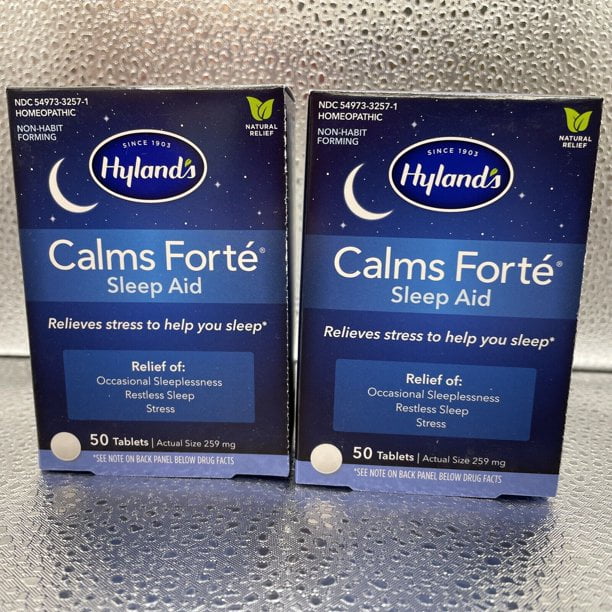 NDC 54973-3257-1
HOMEOPATHIC
NON-HABIT
FORMING
NATURAL
RELIEF
SINCE 1903
Hyland's
Calms Forté®
Sleep Aid
Relieves stress to help you sleep*
Relief of:
Occasional Sleeplessness
Restless Sleep
Stress
50 Tablets | Actual Size 259 mg
*SEE NOTE ON BACK PANEL BELOW DRUG FACTS
NDC 54973-3257-1
HOMEOPATHIC
NON-HABIT
FORMING
NATURAL
RELIEF
SINCE 1903
Hyland's
Calms Forté®
Sleep Aid
Relieves stress to help you sleep*
Relief of:
Occasional Sleeplessness
Restless Sleep
Stress
50 Tablets | Actual Size 259 mg
*SEE NOTE ON BACK PANEL BELOW DRUG FACTS